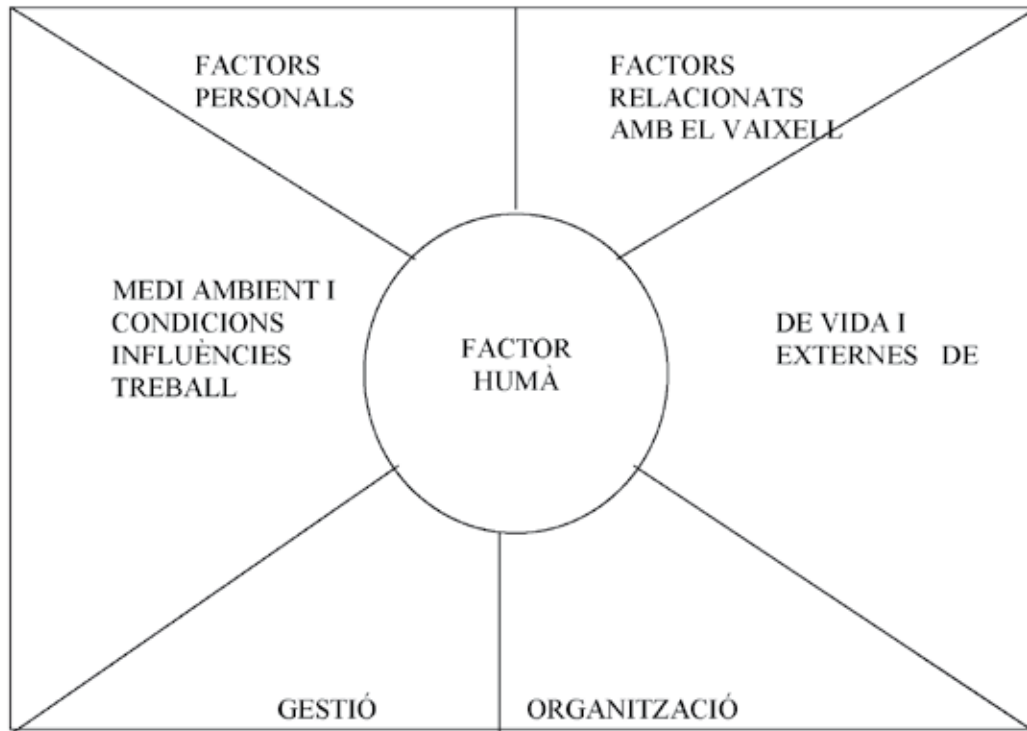 FACTORS
PERSONALS
FACTORS
RELACIONATS
AMB EL VAIXELL
MEDI AMBIENT I
CONDICIONS
INFLUÈNCIES
TREBALL
FACTOR
HUMÀ
DE VIDA I
EXTERNES DE
GESTIÓ
ORGANITZACIÓ